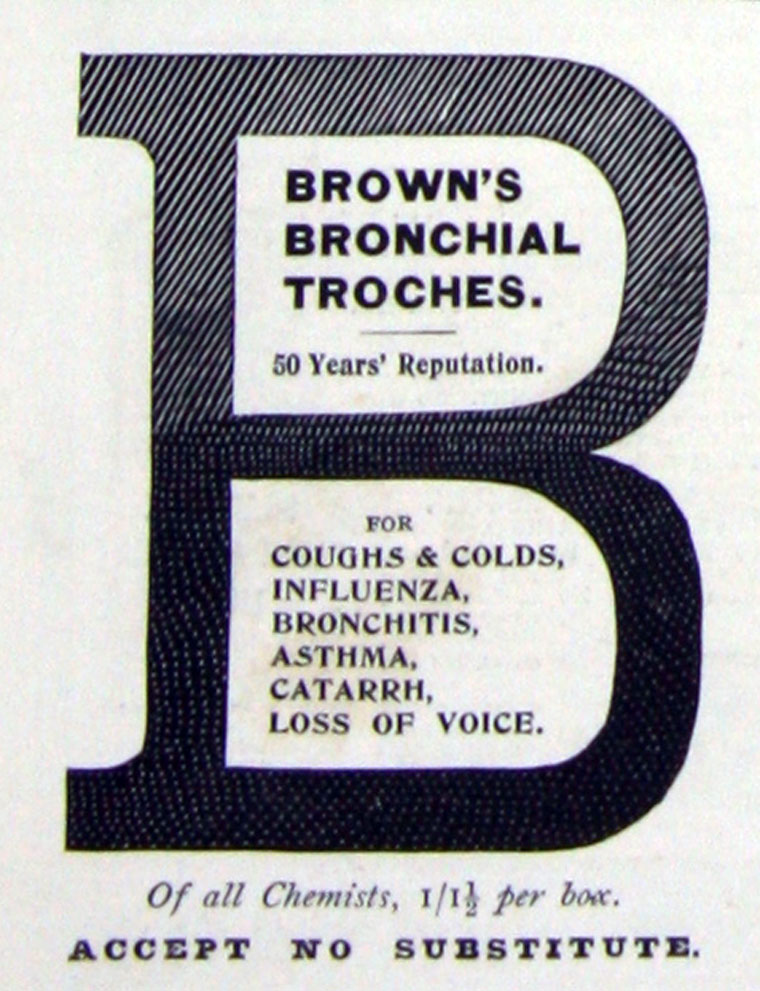 B
BROWN'S
BRONCHIAL
TROCHES.
50 Years' Reputation.
FOR
COUGHS & COLDS,
INFLUENZA,
BRONCHITIS,
ASTHMA,
CATARRH,
LOSS OF VOICE.
Of all Chemists, 1/1½ per box.
ACCEPT NO SUBSTITUTE.